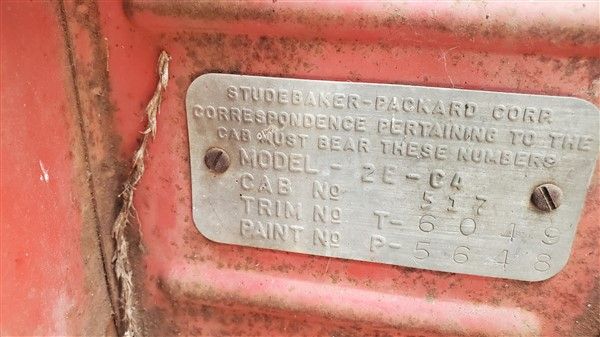 STUDEBAKER-PACKARD CORP.
CORRESPONDENCE PERTAINING TO THE
CAB MUST BEAR THESE NUMBERS
MODEL - 2E-C4
CAB No 517
TRIM No T-6049
PAINT No P-5648